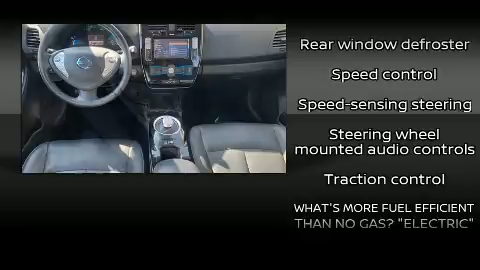 Rear window defroster
Speed control
Speed-sensing steering
Steering wheel
mounted audio controls
Traction control
WHAT'S MORE FUEL EFFICIENT
THAN NO GAS? "ELECTRIC"